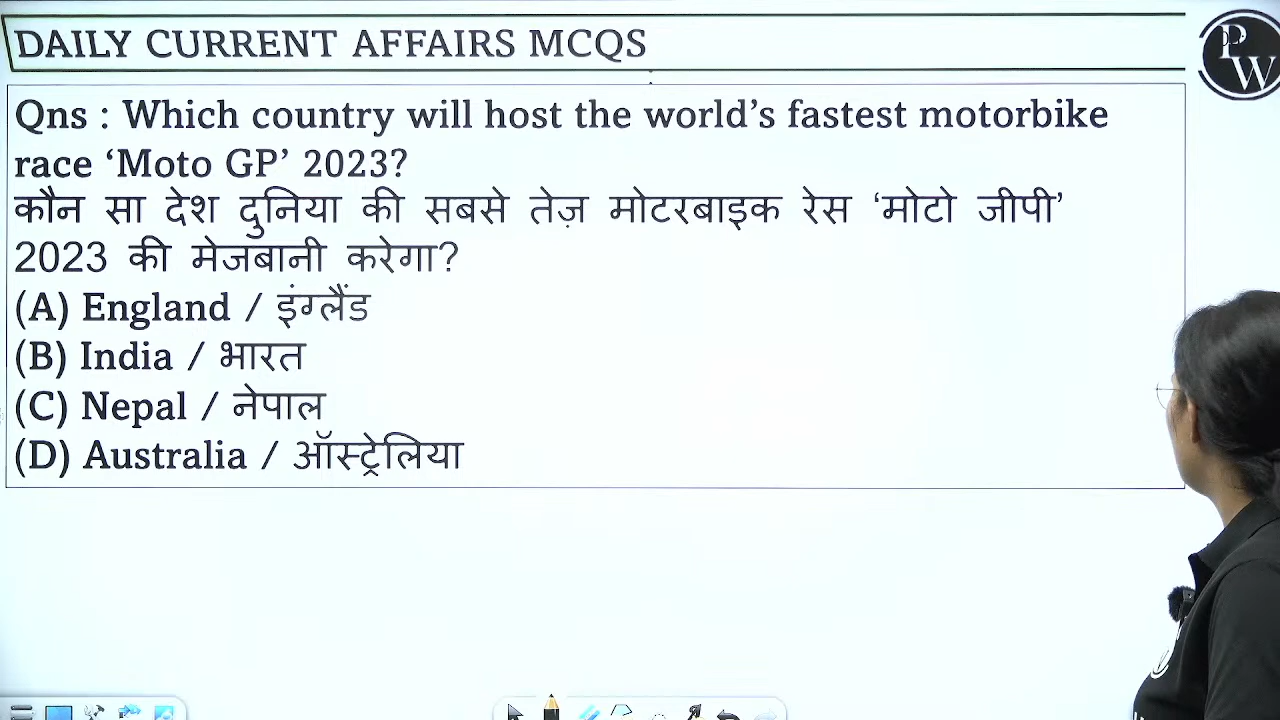 DAILY CURRENT AFFAIRS MCQS
PW
Qns : Which country will host the world’s fastest motorbike
race ‘Moto GP’ 2023?
कौन सा देश दुनिया की सबसे तेज़ मोटरबाइक रेस ‘मोटो जीपी’
2023 की मेजबानी करेगा?
(A) England / इंग्लैंड
(B) India / भारत
(C) Nepal / नेपाल
(D) Australia / ऑस्ट्रेलिया